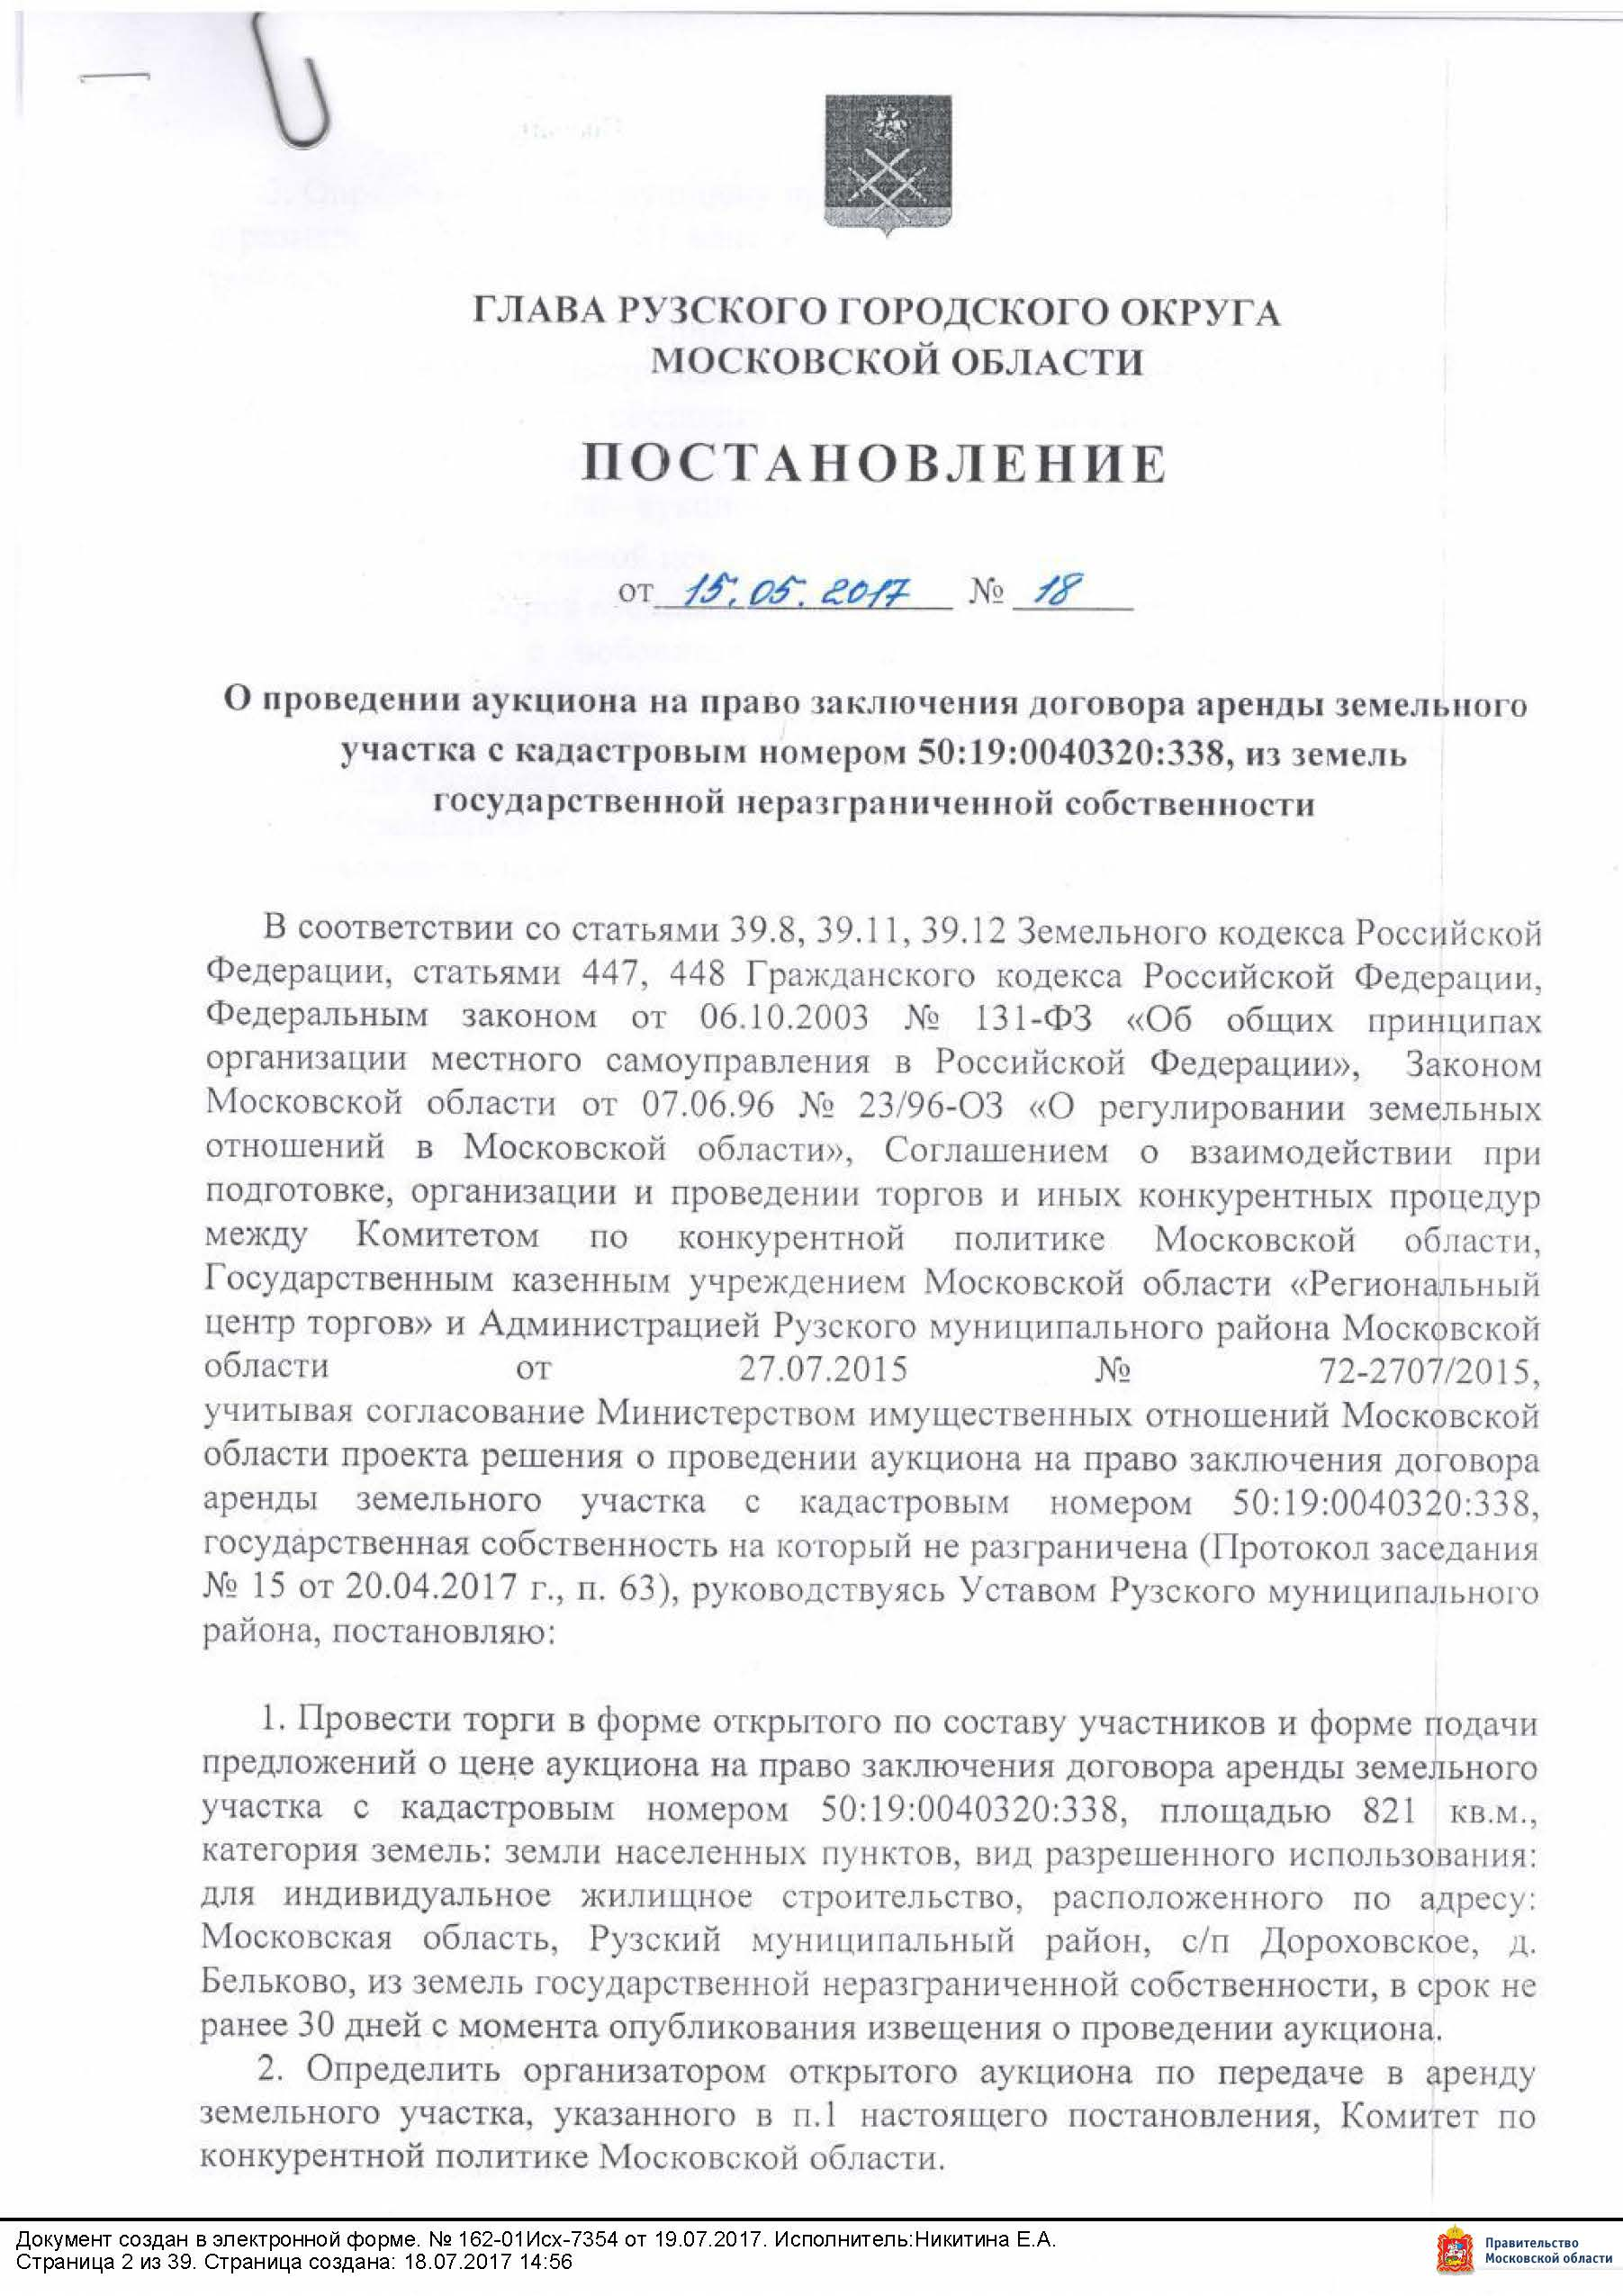 ГЛАВА РУЗСКОГО ГОРОДСКОГО ОКРУГА
МОСКОВСКОЙ ОБЛАСТИ
ПОСТАНОВЛЕНИЕ
от 15.05.2017 № 18
О проведении аукциона на право заключения договора аренды земельного
участка с кадастровым номером 50:19:0040320:338, из земель
государственной неразграниченной собственности
В соответствии со статьями 39.8, 39.11, 39.12 Земельного кодекса Российской
Федерации, статьями 447, 448 Гражданского кодекса Российской Федерации,
Федеральным законом от 06.10.2003 № 131-ФЗ «Об общих принципах
организации местного самоуправления в Российской Федерации», Законом
Московской области от 07.06.96 № 23/96-ОЗ «О регулировании земельных
отношений в Московской области», Соглашением о взаимодействии при
подготовке, организации и проведении торгов и иных конкурентных процедур
между Комитетом по конкурентной политике Московской области,
Государственным казенным учреждением Московской области «Региональный
центр торгов» и Администрацией Рузского муниципального района Московской
области от 27.07.2015 № 72-2707/2015,
учитывая согласование Министерством имущественных отношений Московской
области проекта решения о проведении аукциона на право заключения договора
аренды земельного участка с кадастровым номером 50:19:0040320:338,
государственная собственность на который не разграничена (Протокол заседания
№ 15 от 20.04.2017 г., п. 63), руководствуясь Уставом Рузского муниципального
района, постановляю:
1. Провести торги в форме открытого по составу участников и форме подачи
предложений о цене аукциона на право заключения договора аренды земельного
участка с кадастровым номером 50:19:0040320:338, площадью 821 кв.м.,
категория земель: земли населенных пунктов, вид разрешенного использования:
для индивидуальное жилищное строительство, расположенного по адресу:
Московская область, Рузский муниципальный район, с/п Дороховское, д.
Бельково, из земель государственной неразграниченной собственности, в срок не
ранее 30 дней с момента опубликования извещения о проведении аукциона.
2. Определить организатором открытого аукциона по передаче в аренду
земельного участка, указанного в п.1 настоящего постановления, Комитет по
конкурентной политике Московской области.
Документ создан в электронной форме. № 162-01Исх-7354 от 19.07.2017. Исполнитель:Никитина Е.А.
Страница 2 из 39. Страница создана: 18.07.2017 14:56
Правительство
Московской области